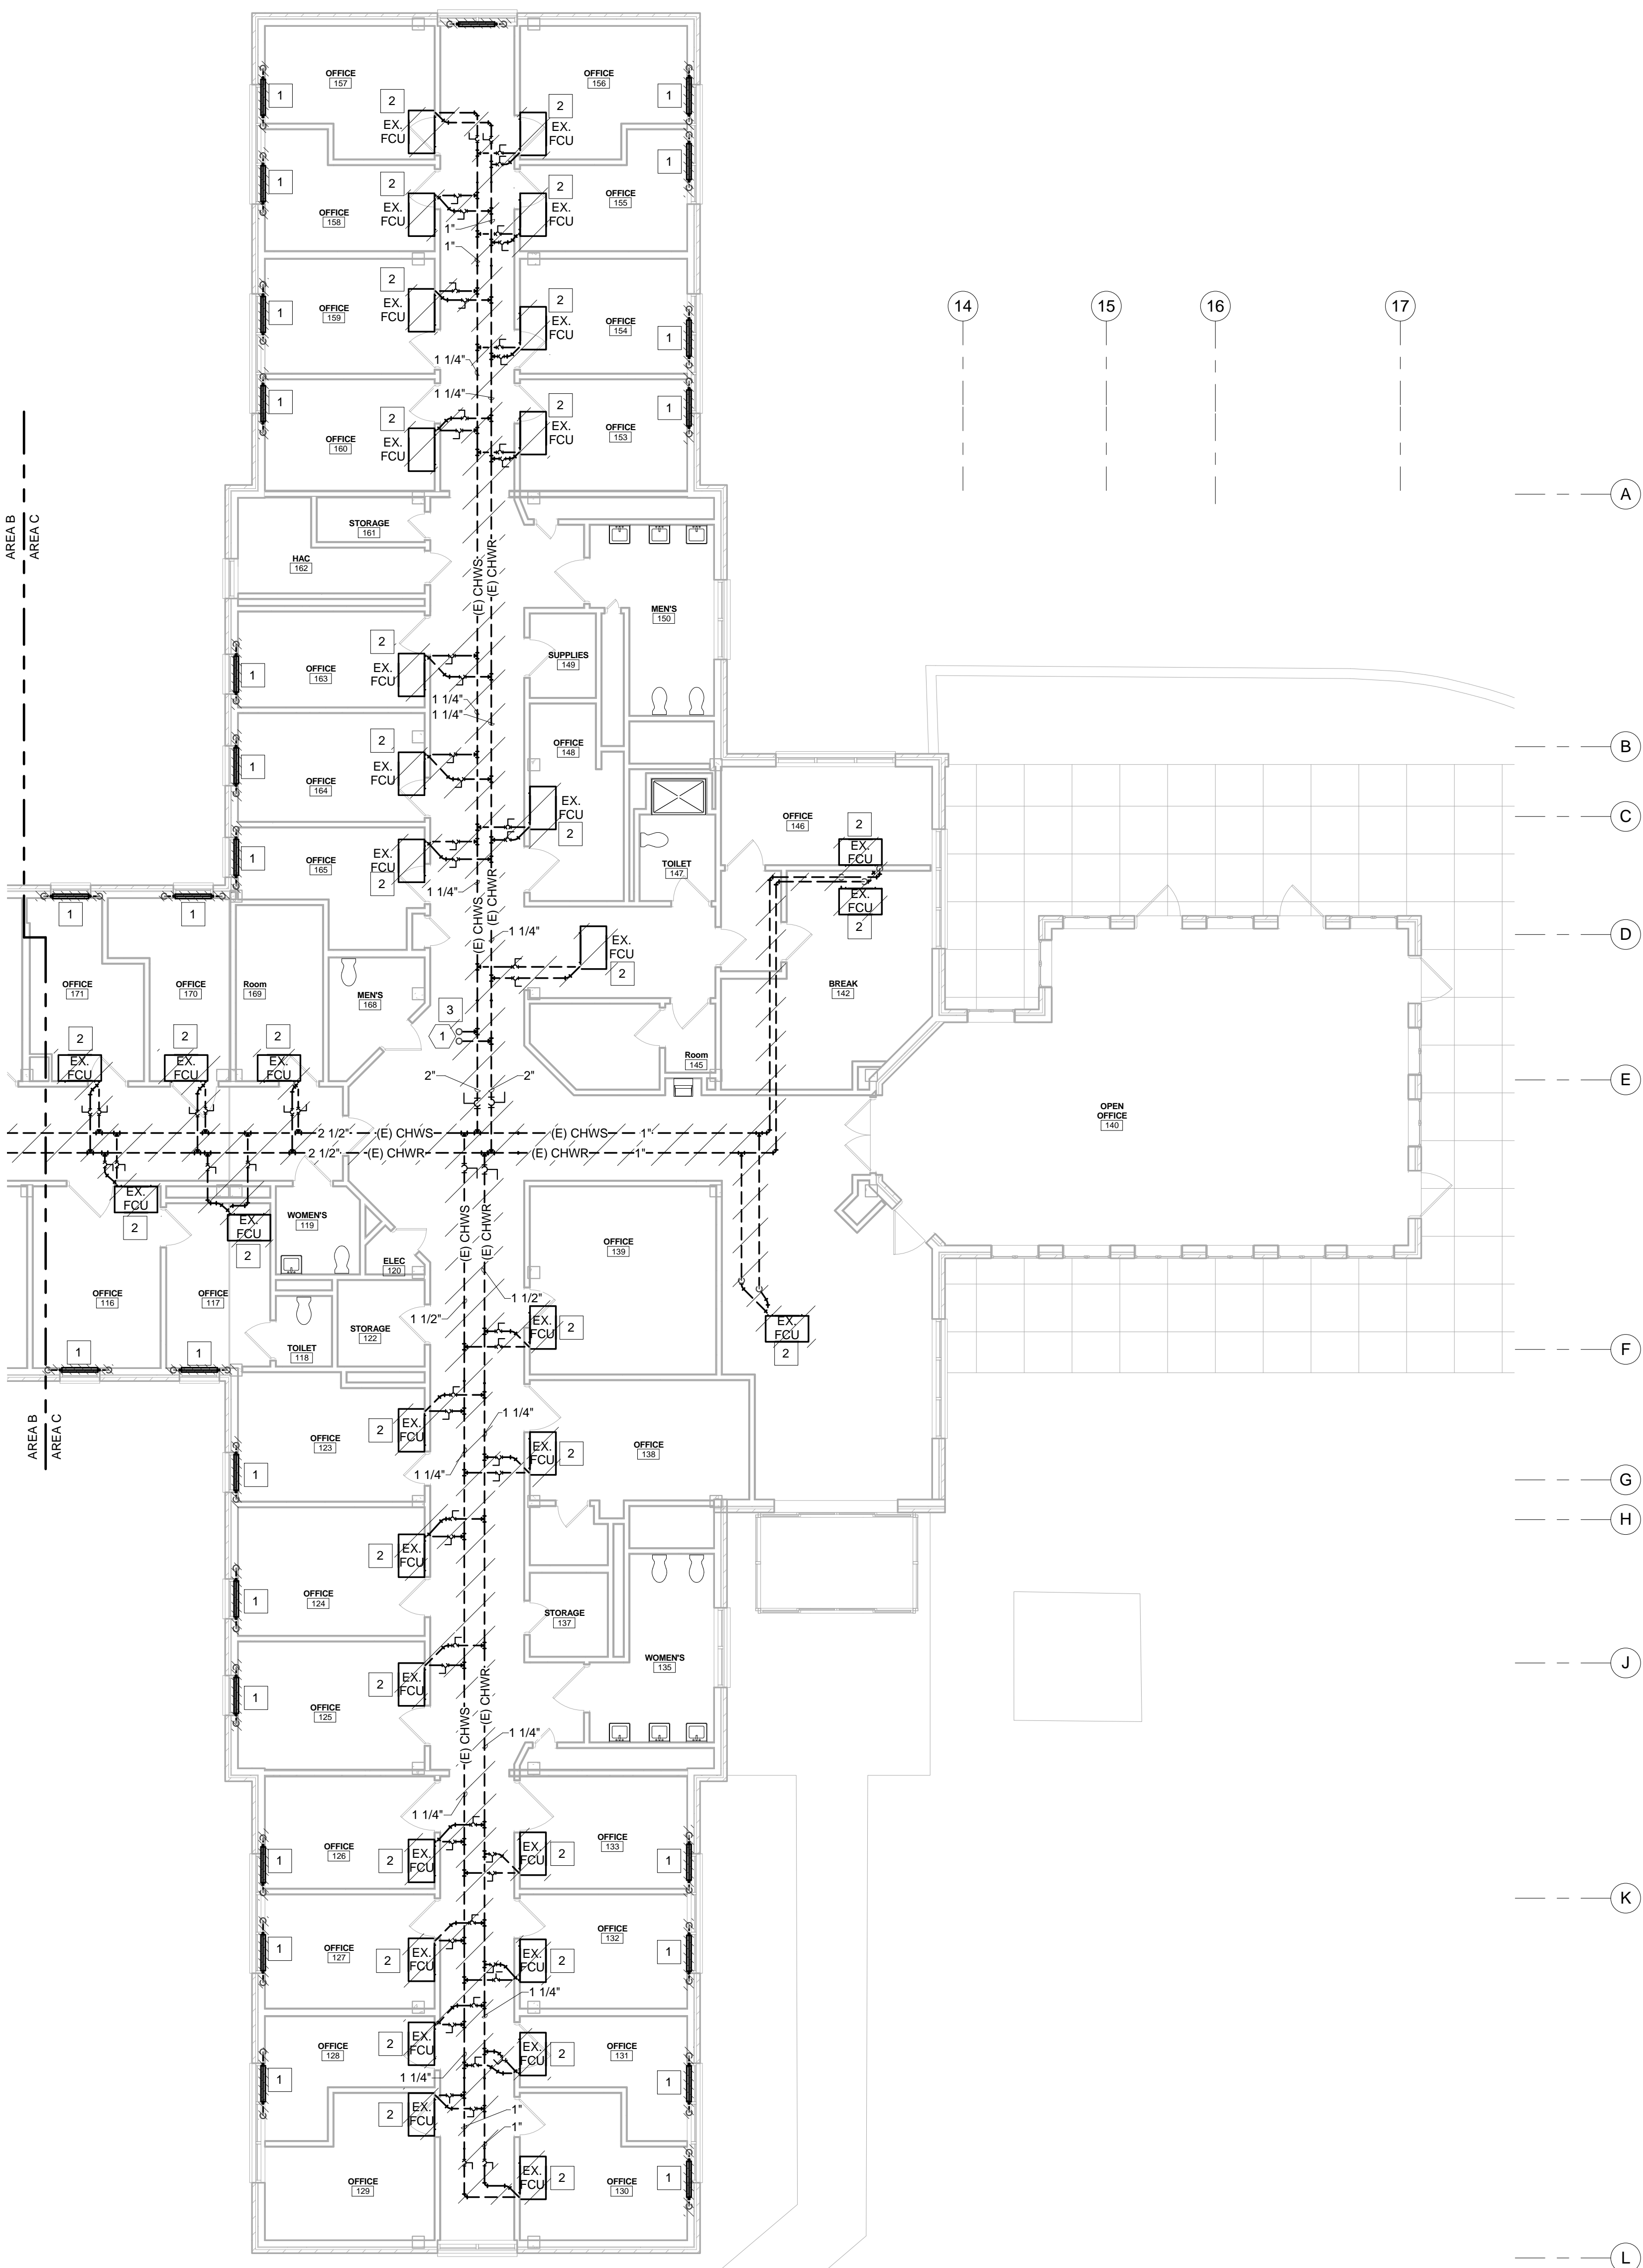 OFFICE
157
OFFICE
156
1
2
EX.
FCU
2
EX.
FCU
1
1
OFFICE
158
2
EX.
FCU
2
EX.
FCU
OFFICE
155
1
1"
1"
1
OFFICE
159
2
EX.
FCU
2
EX.
FCU
OFFICE
154
1
14
15
16
17
1 1/4"
1 1/4"
1
OFFICE
160
2
EX.
FCU
2
EX.
FCU
OFFICE
153
1
A
AREA B
AREA C
STORAGE
161
HAC
162
(E) CHWS
(E) CHWR
MEN'S
150
2
EX.
FCU
OFFICE
163
1
SUPPLIES
149
1 1/4"
1 1/4"
2
EX.
FCU
OFFICE
164
1
OFFICE
148
B
EX.
FCU
2
OFFICE
146
2
EX.
FCU
C
EX.
FCU
2
OFFICE
165
1
TOILET
147
1 1/4"
EX.
FCU
2
1
1
(E) CHWS
(E) CHWR
1 1/4"
EX.
FCU
2
D
OFFICE
171
OFFICE
170
Room
169
MEN'S
168
BREAK
142
3
1
2
EX.
FCU
2
EX.
FCU
2
EX.
FCU
Room
145
2"
2"
E
OPEN
OFFICE
140
2 1/2"
(E) CHWS
(E) CHWS
1"
2 1/2"
(E) CHWR
(E) CHWR
1"
EX.
FCU
2
EX.
FCU
2
WOMEN'S
119
ELEC
120
(E) CHWS
(E) CHWR
OFFICE
139
OFFICE
116
OFFICE
117
1 1/2"
1 1/2"
STORAGE
122
TOILET
118
EX.
FCU
2
EX.
FCU
2
1
1
F
AREA B
AREA C
2
EX.
FCU
OFFICE
123
1
1 1/4"
1 1/4"
EX.
FCU
2
OFFICE
138
G
H
2
EX.
FCU
OFFICE
124
1
STORAGE
137
WOMEN'S
135
J
2
EX.
FCU
OFFICE
125
1
(E) CHWS
(E) CHWR
1 1/4"
1 1/4"
OFFICE
126
1
2
EX.
FCU
EX.
FCU
2
OFFICE
133
1
K
OFFICE
127
1
2
EX.
FCU
EX.
FCU
2
OFFICE
132
1
1 1/4"
OFFICE
128
1
2
EX.
FCU
EX.
FCU
2
OFFICE
131
1
1 1/4"
2
EX.
FCU
1"
1"
OFFICE
129
EX.
FCU
2
OFFICE
130
1
L